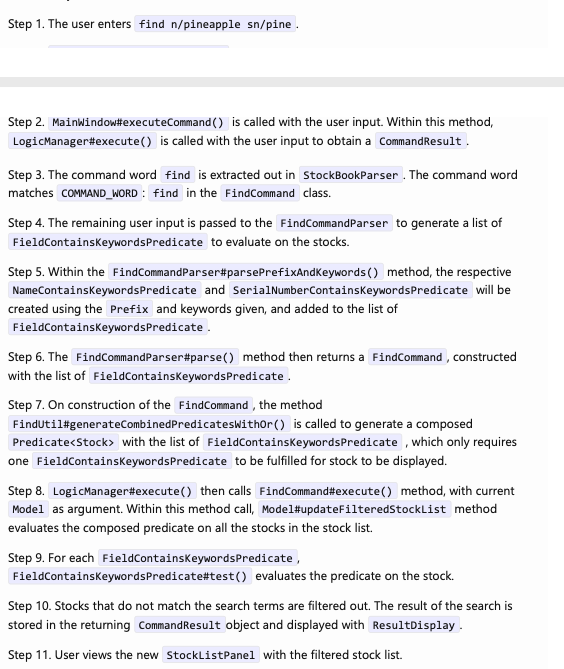 Step 1. The user enters find n/pineapple sn/pine .
Step 2. MainWindow#executeCommand() is called with the user input. Within this method,
LogicManager#execute() is called with the user input to obtain a CommandResult .
Step 3. The command word find is extracted out in StockBookParser . The command word
matches COMMAND_WORD : find in the FindCommand class.
Step 4. The remaining user input is passed to the FindCommandParser to generate a list of
FieldContainsKeywordsPredicate to evaluate on the stocks.
Step 5. Within the FindCommandParser#parsePrefixAndKeywords() method, the respective
NameContainsKeywordsPredicate and SerialNumberContainsKeywordsPredicate will be
created using the Prefix and keywords given, and added to the list of
FieldContainsKeywordsPredicate .
Step 6. The FindCommandParser#parse() method then returns a FindCommand , constructed
with the list of FieldContainsKeywordsPredicate .
Step 7. On construction of the FindCommand , the method
FindUtil#generateCombinedPredicatesWithOr() is called to generate a composed
Predicate<Stock> with the list of FieldContainsKeywordsPredicate , which only requires
one FieldContainsKeywordsPredicate to be fulfilled for stock to be displayed.
Step 8. LogicManager#execute() then calls FindCommand#execute() method, with current
Model as argument. Within this method call, Model#updateFilteredStockList method
evaluates the composed predicate on all the stocks in the stock list.
Step 9. For each FieldContainsKeywordsPredicate ,
FieldContainsKeywordsPredicate#test() evaluates the predicate on the stock.
Step 10. Stocks that do not match the search terms are filtered out. The result of the search is
stored in the returning CommandResult object and displayed with ResultDisplay .
Step 11. User views the new StockListPanel with the filtered stock list.